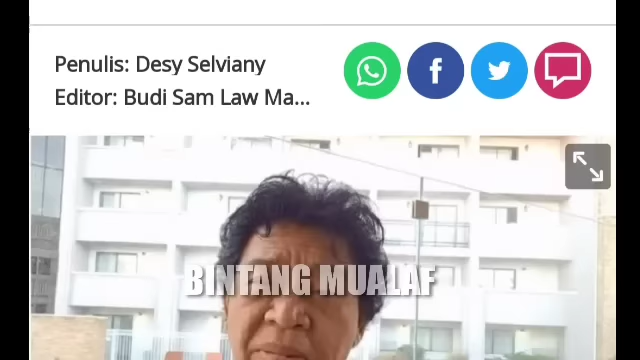 Penulis: Desy Selviany
Editor: Budi Sam Law Ma...
BINTANG MUALAF